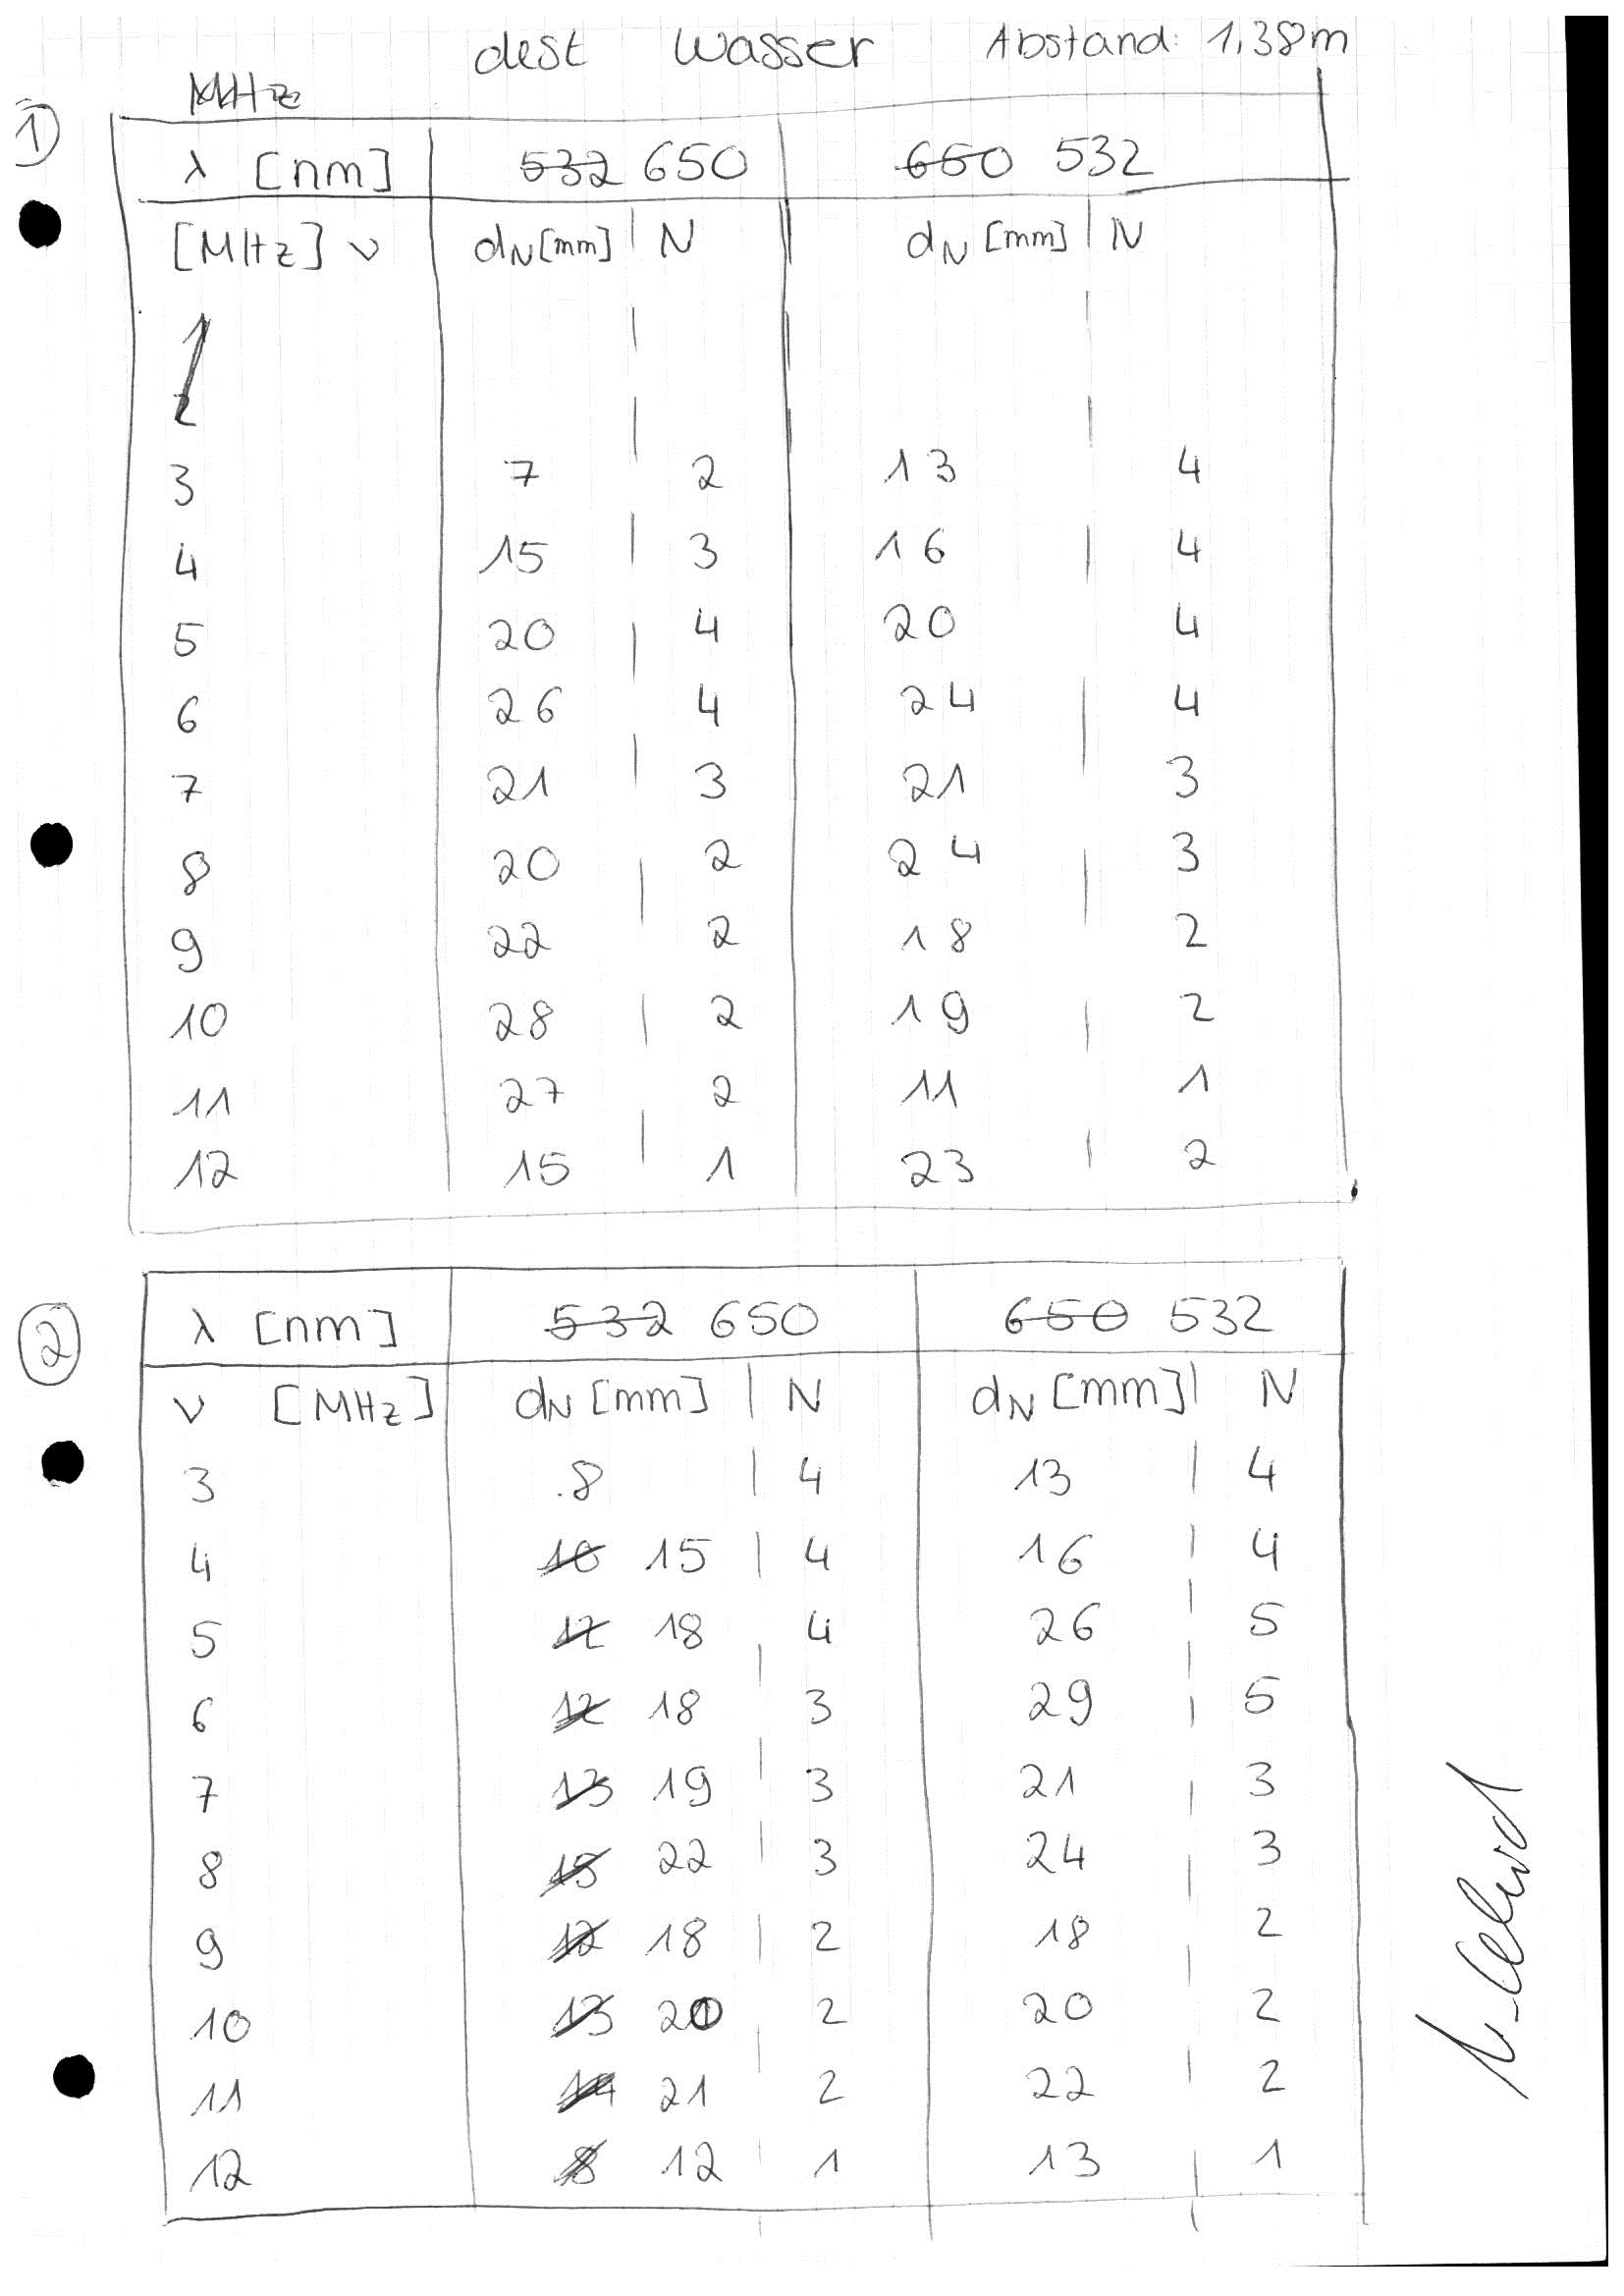 dest Wasser Abstand: 1,38m
MHz
1
λ [nm] 532 650 660 532
[MHz] ν dN[mm] N dN [mm] N
1
2
3 7 2 13 4
4 15 3 16 4
5 20 4 20 4
6 26 4 24 4
7 21 3 21 3
8 20 2 24 3
9 22 2 18 2
10 28 2 19 2
11 27 2 11 1
12 15 1 23 2
2
λ [nm] 532 650 650 532
ν [MHz] dN [mm] N dN [mm] N
3 8 4 13 4
4 10 15 4 16 4
5 12 18 4 26 5
6 12 18 3 29 5
7 13 19 3 21 3
8 15 22 3 24 3
9 12 18 2 18 2
10 13 20 2 20 2
11 14 21 2 22 2
12 8 12 1 13 1